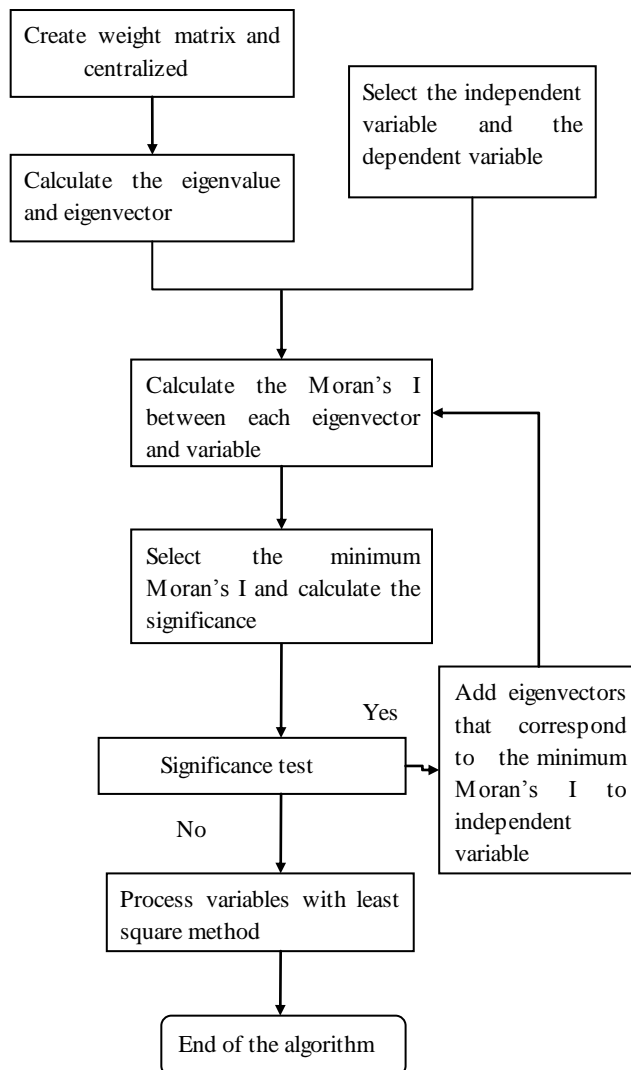 Create weight matrix and
centralized
Select the independent
variable and the
dependent variable
Calculate the eigenvalue
and eigenvector
Calculate the Moran's I
between each eigenvector
and variable
Select the minimum
Moran's I and calculate the
significance
Yes
Add eigenvectors
that correspond
to the minimum
Moran's I to
independent
variable
Significance test
No
Process variables with least
square method
End of the algorithm